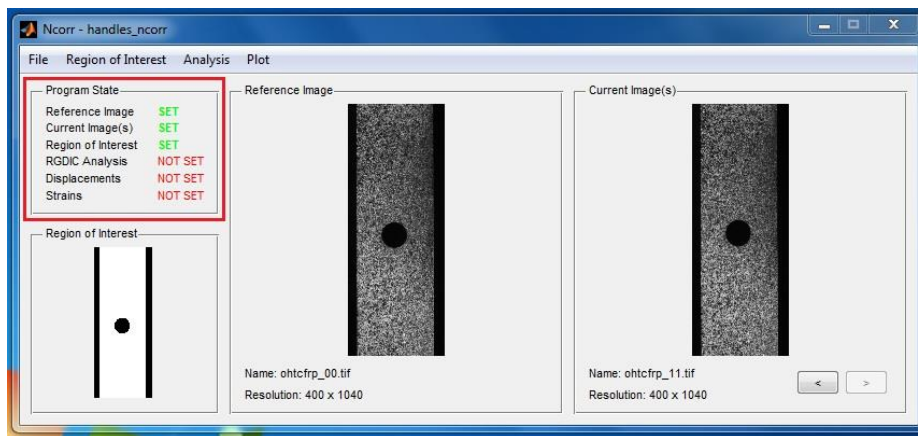 Ncorr - handles_ncorr
File Region of Interest Analysis Plot
Program State
Reference Image SET
Current Image(s) SET
Region of Interest SET
RGDIC Analysis NOT SET
Displacements NOT SET
Strains NOT SET
Region of Interest
Reference Image
Name: ohtcfrp_00.tif
Resolution: 400 x 1040
Current Image(s)
Name: ohtcfrp_11.tif
Resolution: 400 x 1040
< >